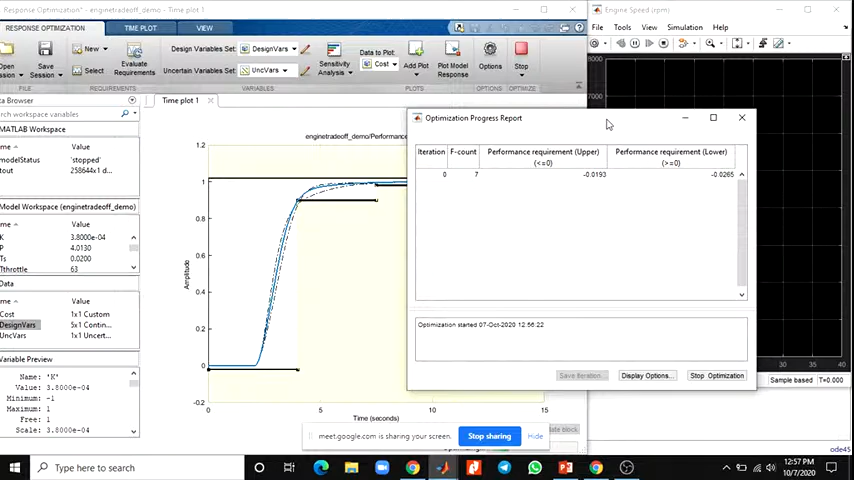 Response Optimization* - enginetradeoff_demo/Time plot 1
Engine Speed (rpm)
RESPONSE OPTIMIZATION
TIME PLOT
VIEW
File Tools View Simulation Help
Open
Session
Save
Session
New
Select
Evaluate
Requirements
Design Variables Set: DesignVars
Uncertain Variables Set: UncVars
Sensitivity
Analysis
Data to Plot:
Cost
Add Plot
Plot Model
Response
Options
Stop
REQUIREMENTS
VARIABLES
PLOTS
OPTIONS
Data Browser
Search workspace variables
MATLAB Workspace
Value
modelStatus 'stopped'
tout 258644x1 d...
Model Workspace (enginetradeoff_demo)
Value
K 3.8000e-04
P 4.0130
Ts 0.0200
Tthrottle 63
Data
Value
Cost 1x1 Custom
DesignVars 5x1 Contin...
UncVars 1x1 Uncert...
Variable Preview
Name: 'K'
Value: 3.8000e-04
Minimum: -1
Maximum: 1
Free: 1
Scale: 3.8000e-04
Time plot 1
enginetradeoff_demo/Performance
1.2
1
0.8
0.6
0.4
0.2
0
-0.2
Amplitude
0 5 10 15
Time (seconds)
Update block
Optimization Progress Report
Iteration F-count Performance requirement (Upper) (<=0) Performance requirement (Lower) (>=0)
0 7 -0.0193 -0.0265
Optimization started 07-Oct-2020 12:56:22
Save Iteration...
Display Options...
Stop Optimization
8000
7000
30 35 40
Sample based T=0.000
meet.google.com is sharing your screen.
Stop sharing
Hide
ode45
Type here to search
12:57 PM
10/7/2020